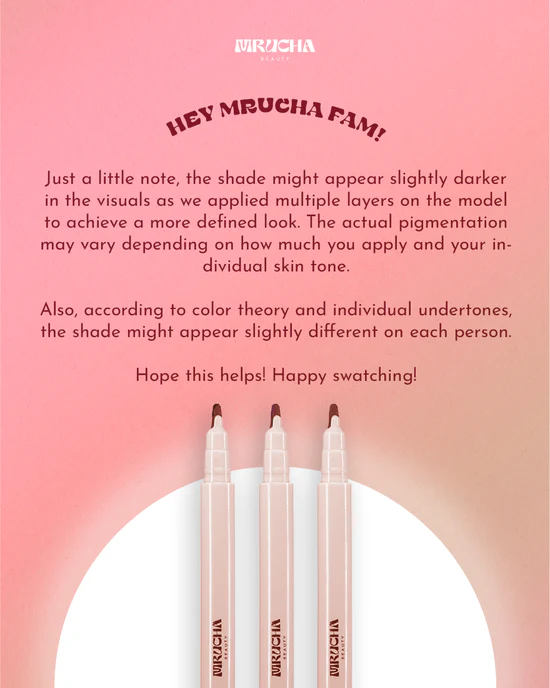 MRUCHA
BEAUTY
HEY MRUCHA FAM!
Just a little note, the shade might appear slightly darker
in the visuals as we applied multiple layers on the model
to achieve a more defined look. The actual pigmentation
may vary depending on how much you apply and your in-
dividual skin tone.
Also, according to color theory and individual undertones,
the shade might appear slightly different on each person.
Hope this helps! Happy swatching!
MRUCHA
BEAUTY
MRUCHA
BEAUTY
MRUCHA
BEAUTY